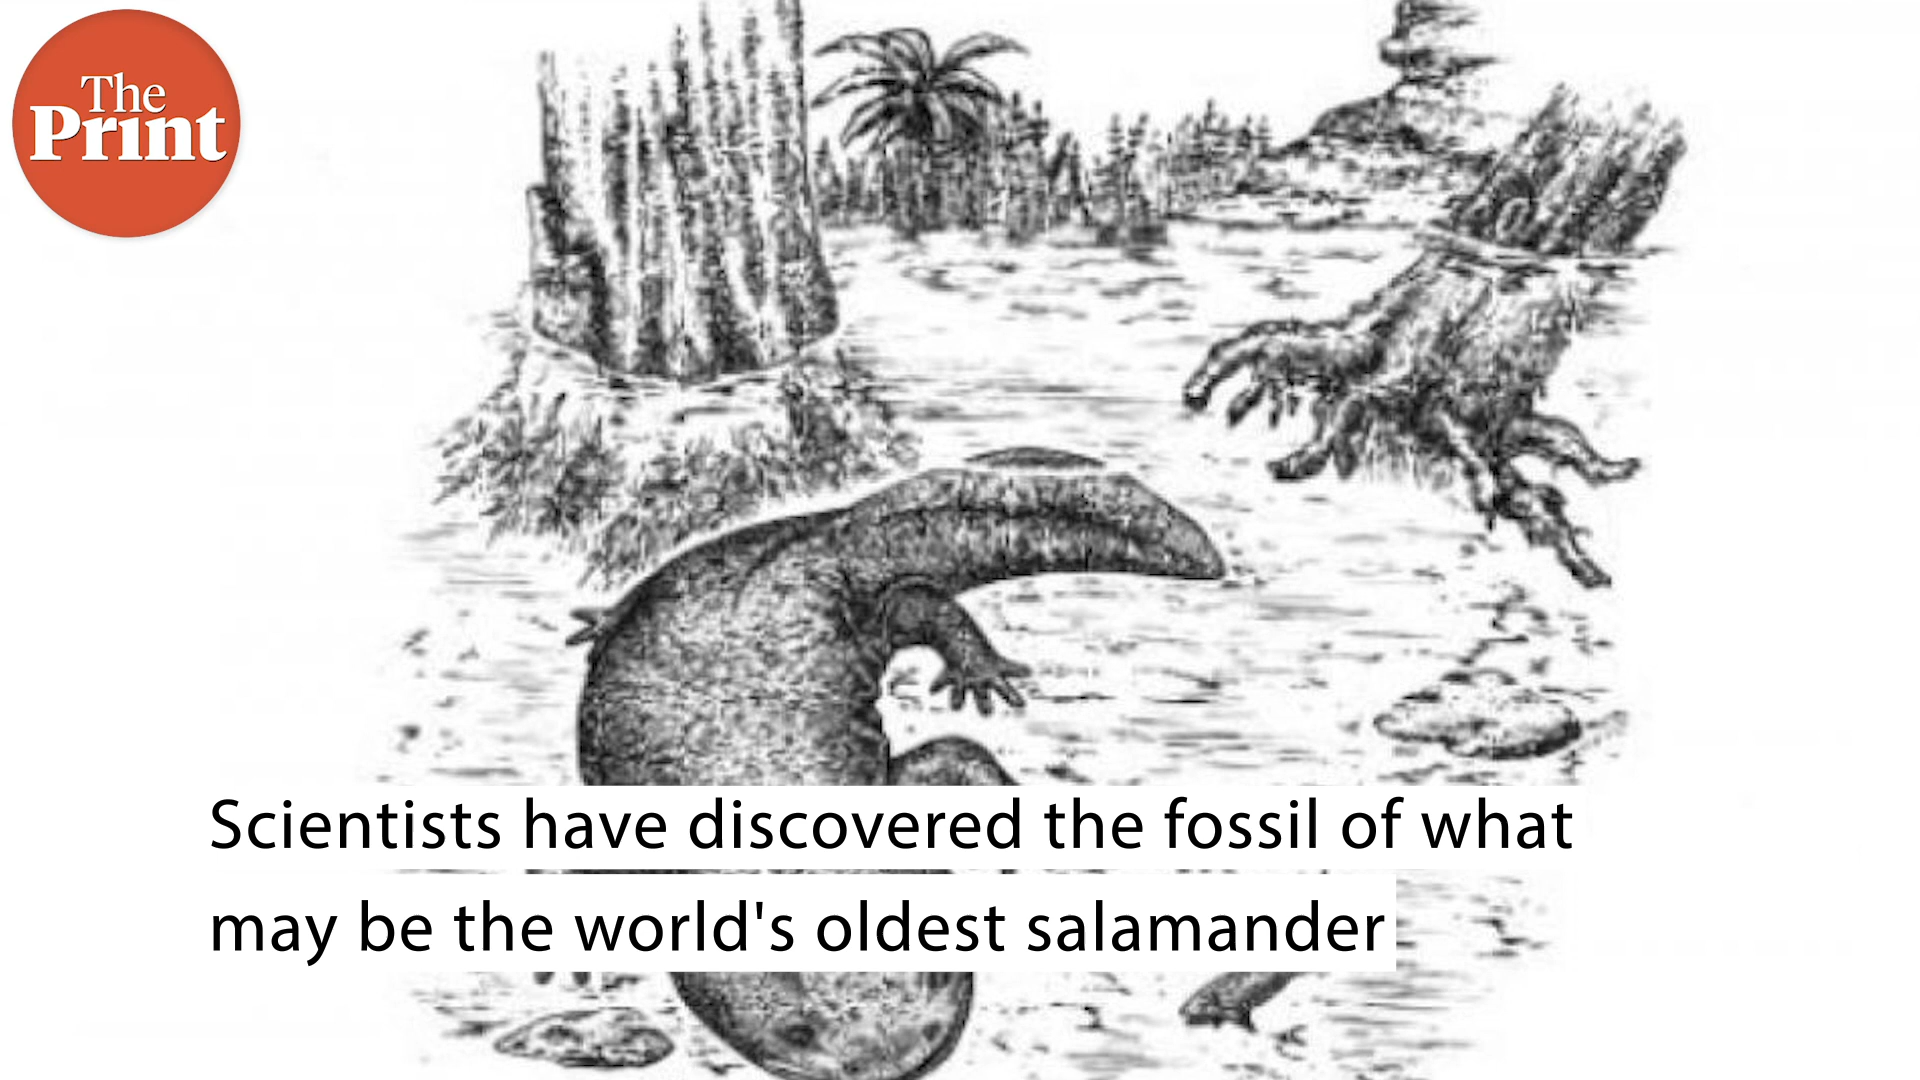 The
Print
Scientists have discovered the fossil of what
may be the world's oldest salamander